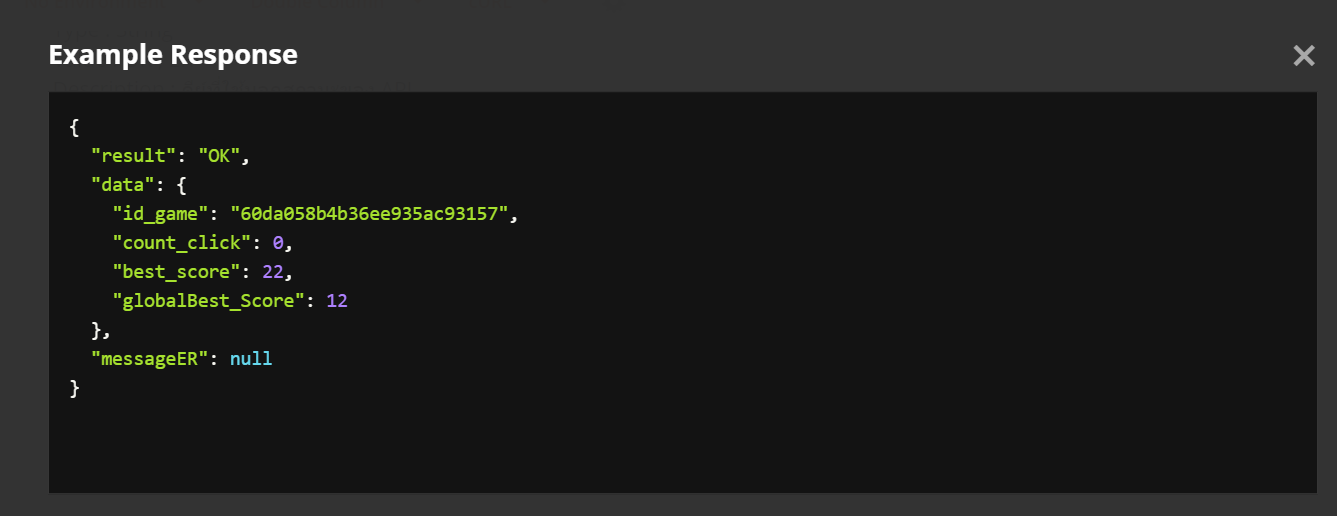 Example Response
{
  "result": "OK",
  "data": {
    "id_game": "60da058b4b36ee935ac93157",
    "count_click": 0,
    "best_score": 22,
    "globalBest_Score": 12
  },
  "messageER": null
}